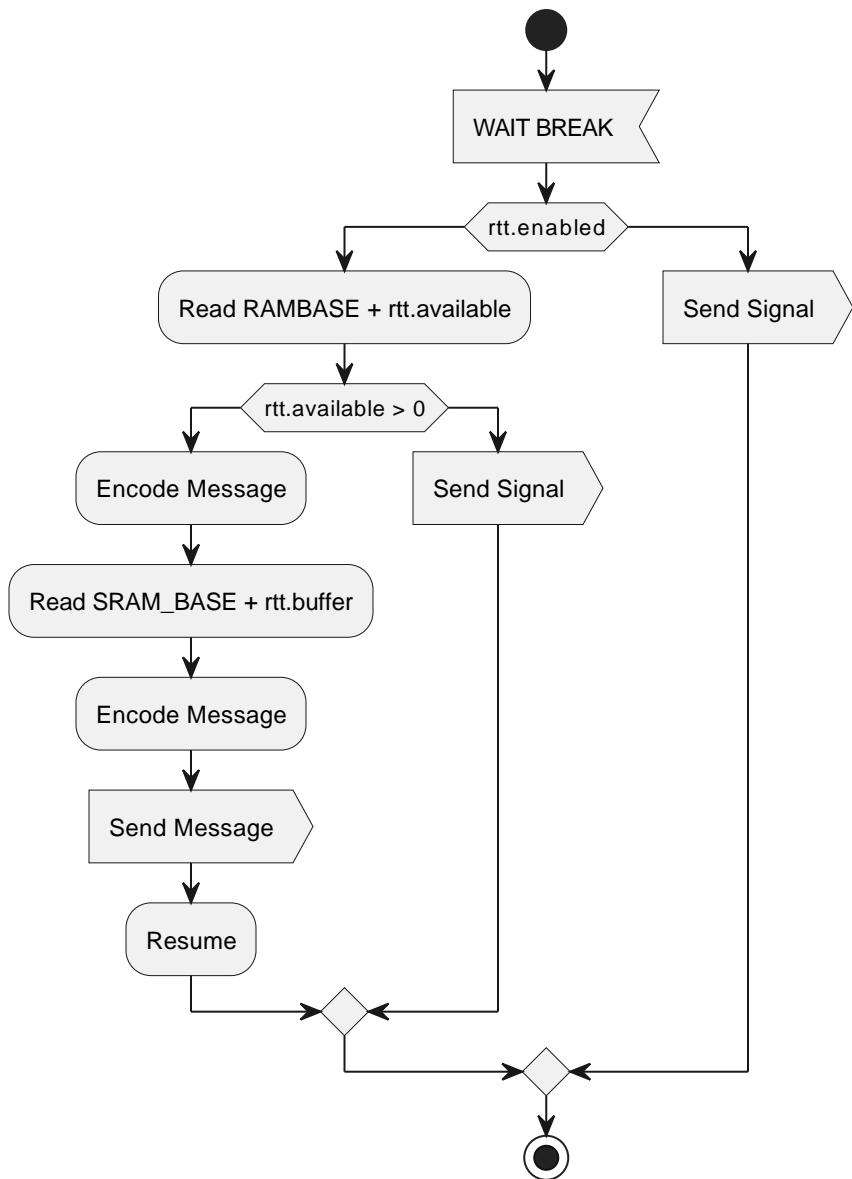 WAIT BREAK
rtt.enabled
Read RAMBASE + rtt.available
Send Signal
rtt.available > 0
Encode Message
Send Signal
Read SRAM_BASE + rtt.buffer
Encode Message
Send Message
Resume